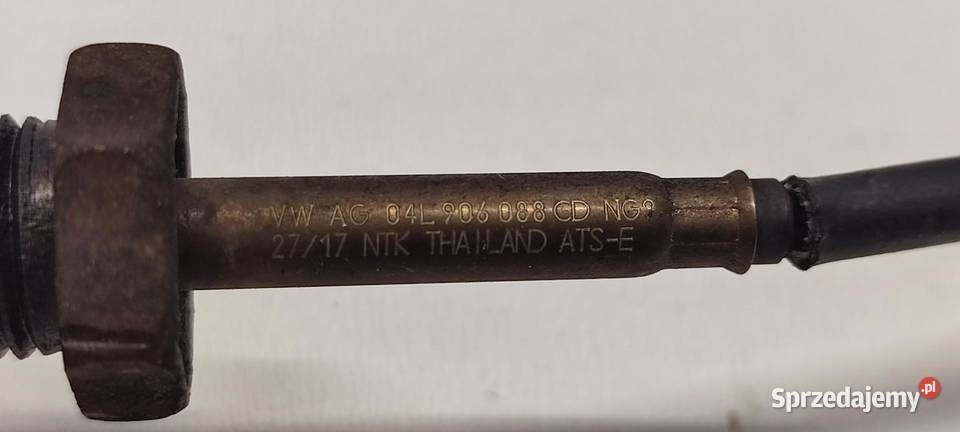 VW AG 04L 906 088 CD NG9
27/17 NTK THAILAND ATS-E
Sprzedajemy.pl